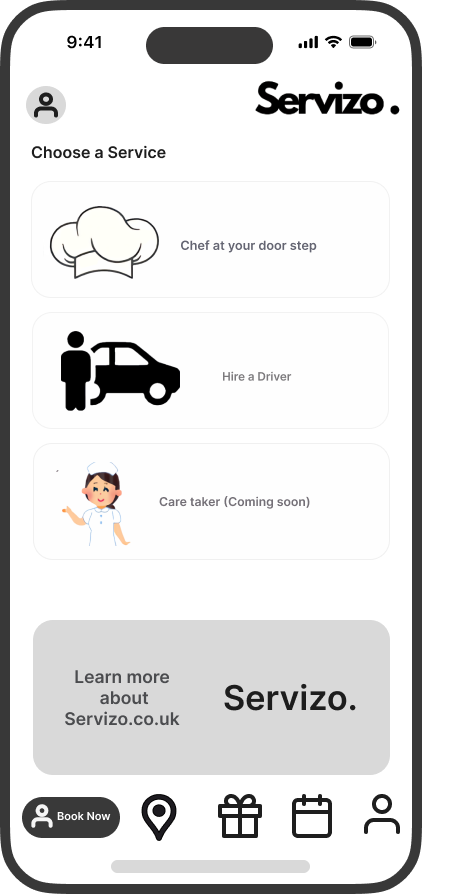 9:41
Servizo .
Choose a Service
Chef at your door step
Hire a Driver
Care taker (Coming soon)
Learn more
about
Servizo.co.uk
Servizo.
Book Now